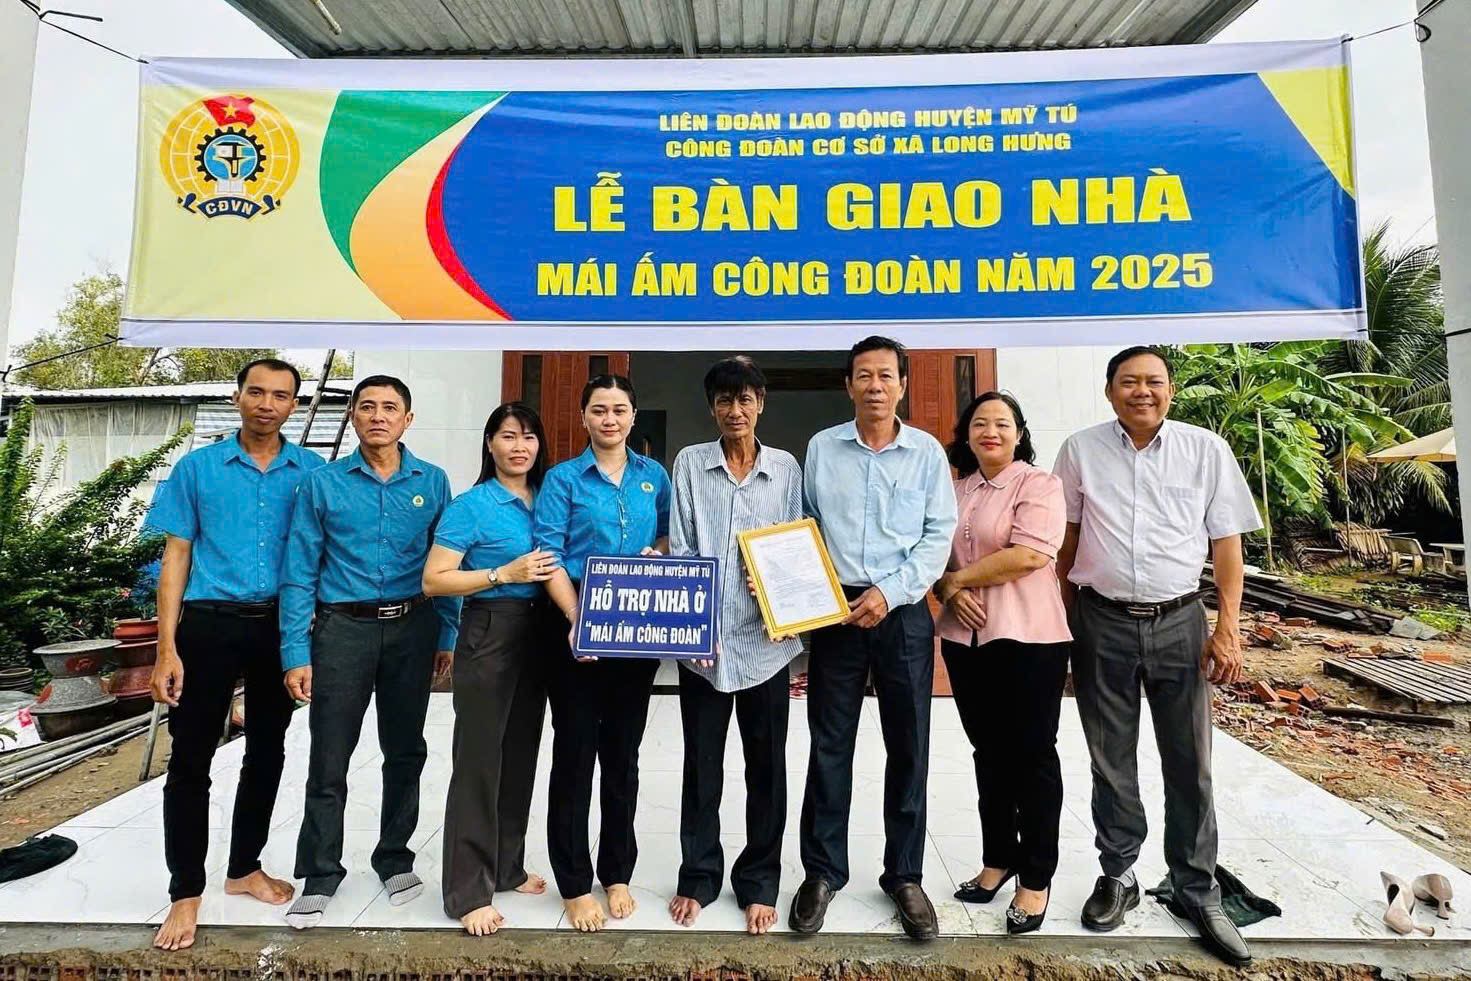 CĐVN
LIÊN ĐOÀN LAO ĐỘNG HUYỆN MỸ TÚ
CÔNG ĐOÀN CƠ SỞ XÃ LONG HƯNG
LỄ BÀN GIAO NHÀ
MÁI ẤM CÔNG ĐOÀN NĂM 2025
LIÊN ĐOÀN LAO ĐỘNG HUYỆN MỸ TÚ
HỖ TRỢ NHÀ Ở
"MÁI ẤM CÔNG ĐOÀN"